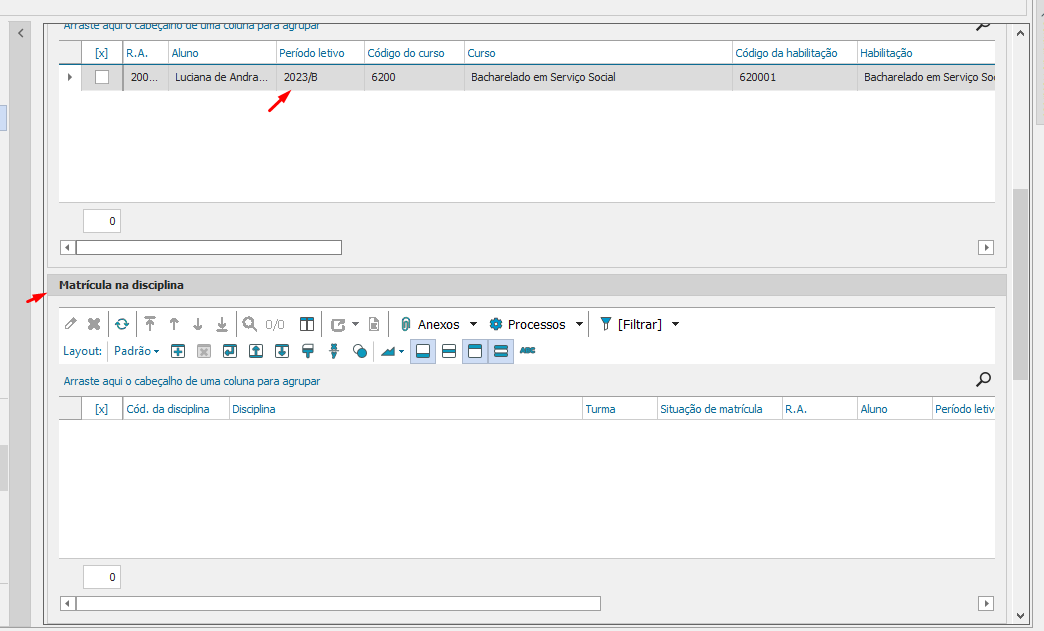 Arraste aqui o cabeçalho de uma coluna para agrupar
[x] R.A. Aluno Período letivo Código do curso Curso Código da habilitação Habilitação
200... Luciana de Andra... 2023/B 6200 Bacharelado em Serviço Social 620001 Bacharelado em Serviço So
0
Matrícula na disciplina
0/0 Anexos Processos [Filtrar]
Layout: Padrão ABC
Arraste aqui o cabeçalho de uma coluna para agrupar
[x] Cód. da disciplina Disciplina Turma Situação de matrícula R.A. Aluno Período letiv
0